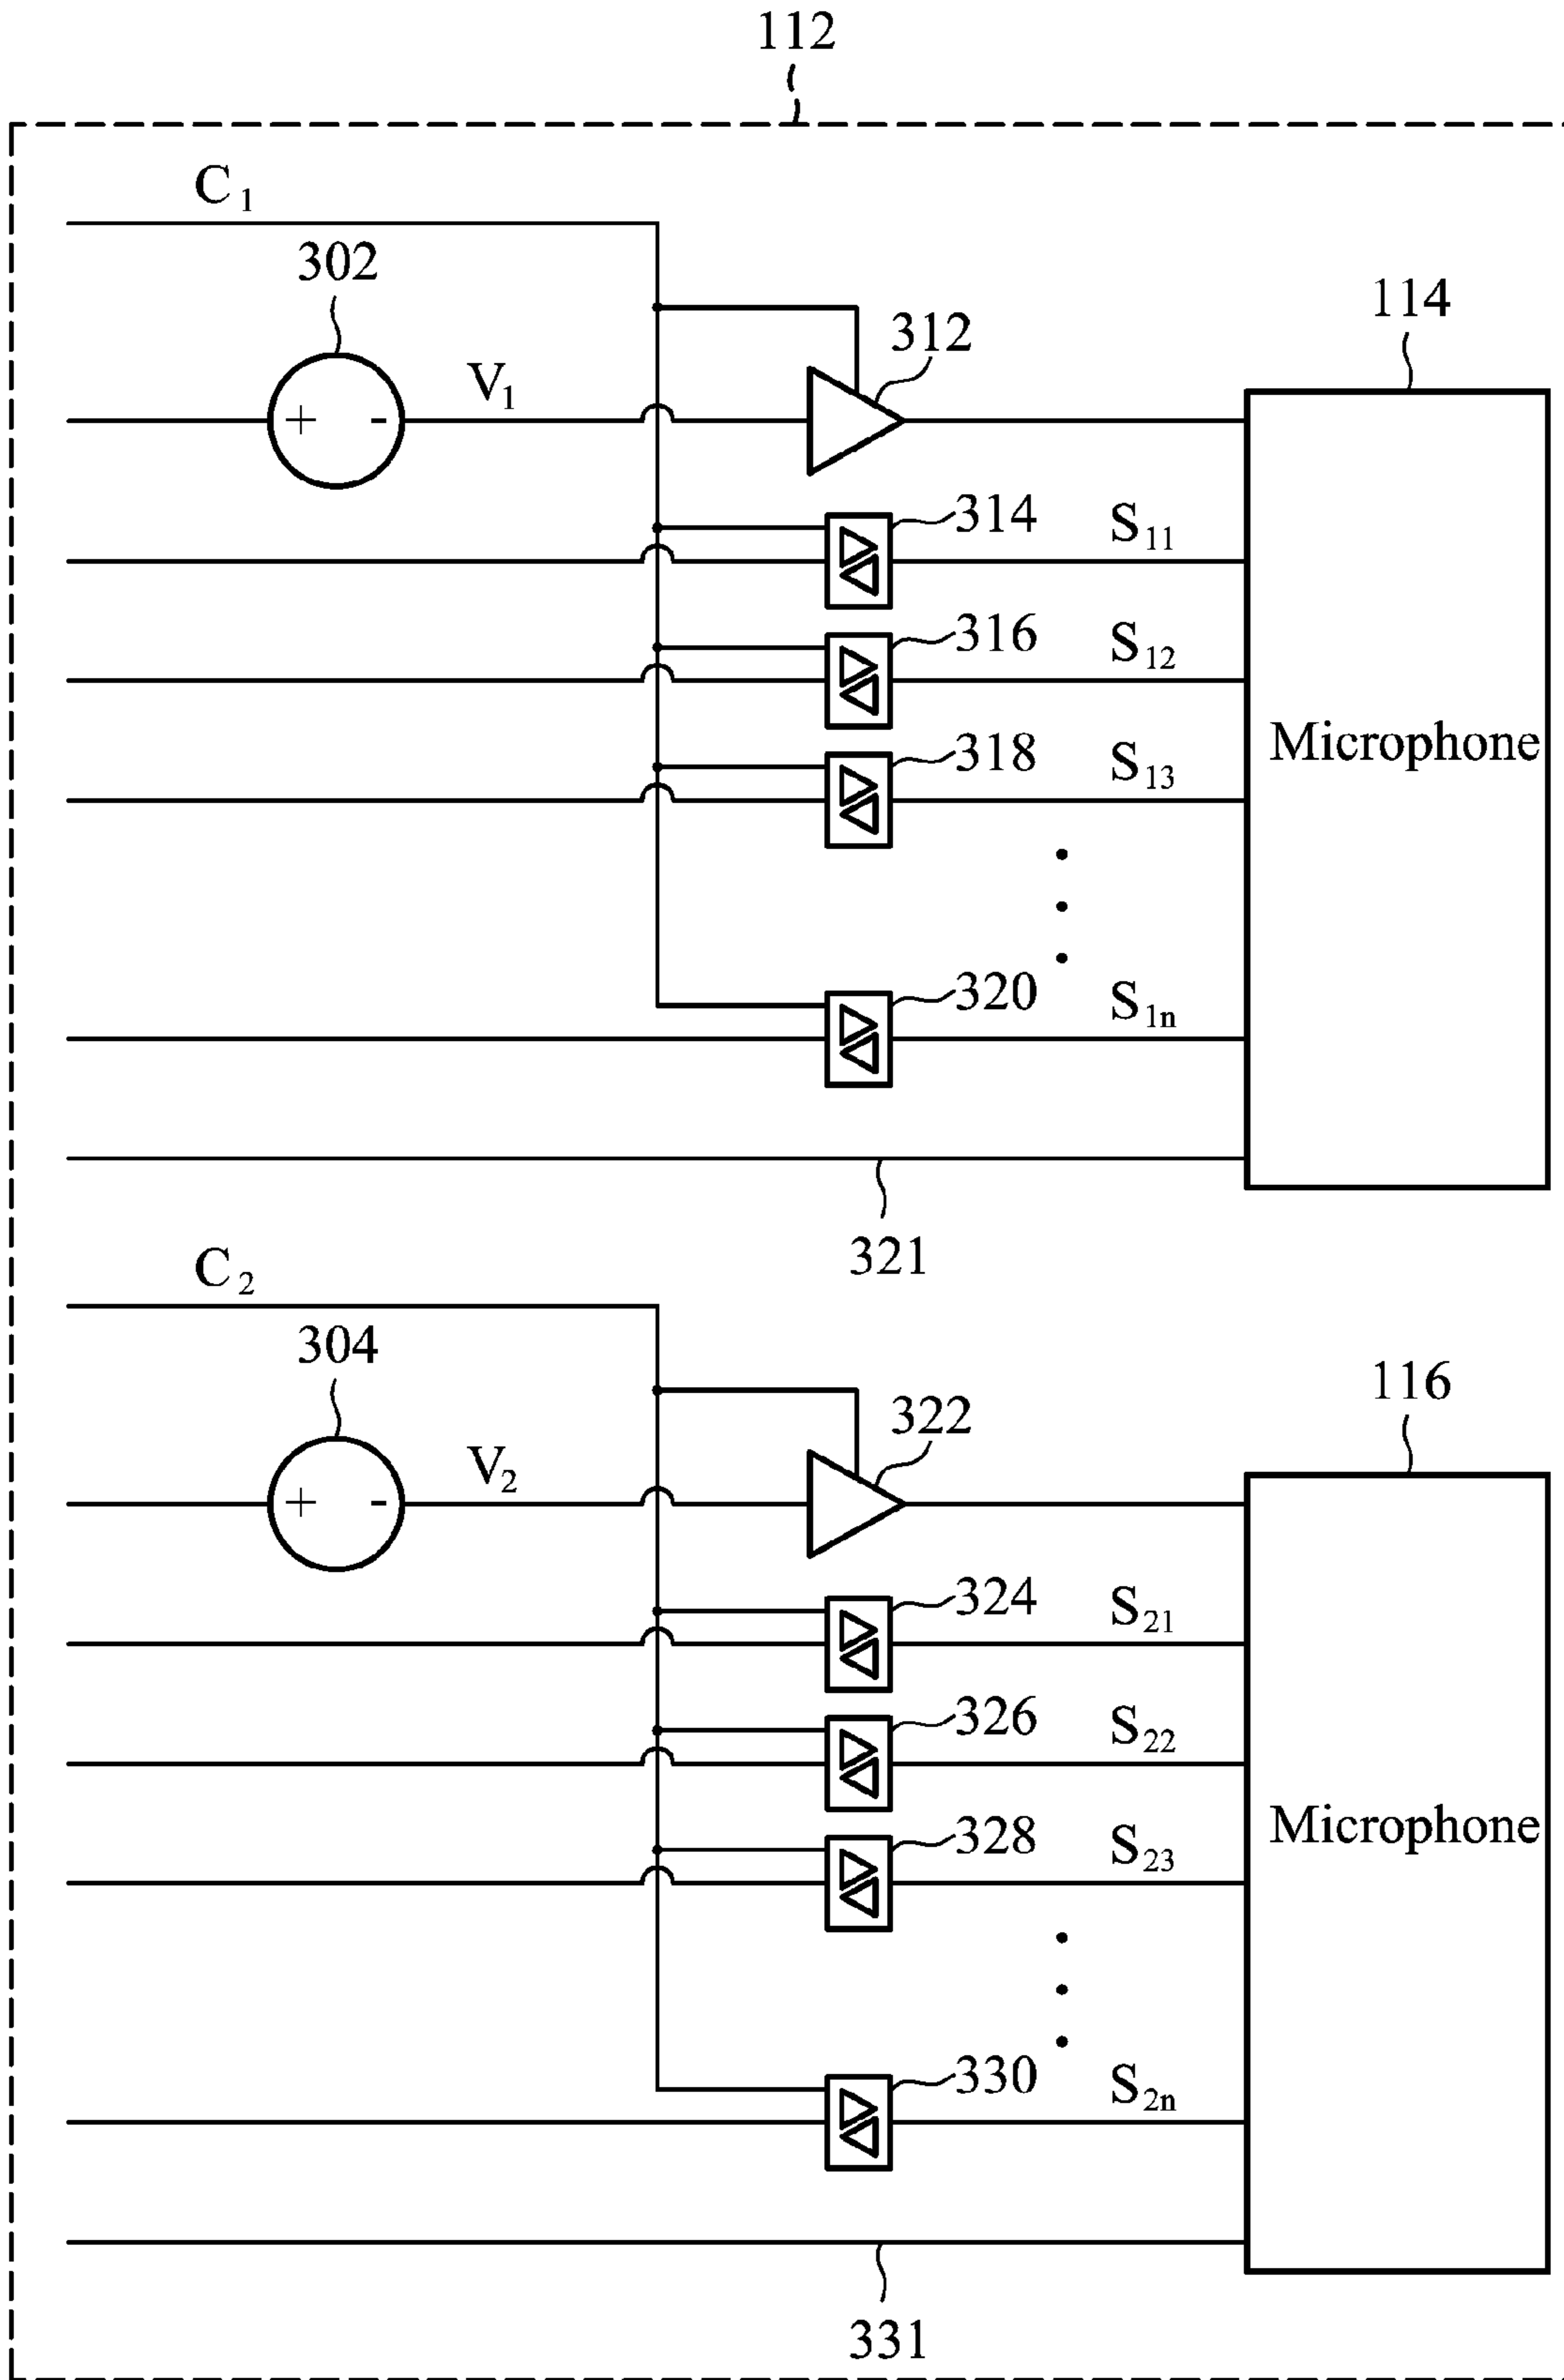 112
C₁
302
V₁
312
114
+ -
314
S₁₁
316
S₁₂
Microphone
318
S₁₃
320
S₁ₙ
321
C₂
304
V₂
322
116
+ -
324
S₂₁
326
S₂₂
Microphone
328
S₂₃
330
S₂ₙ
331